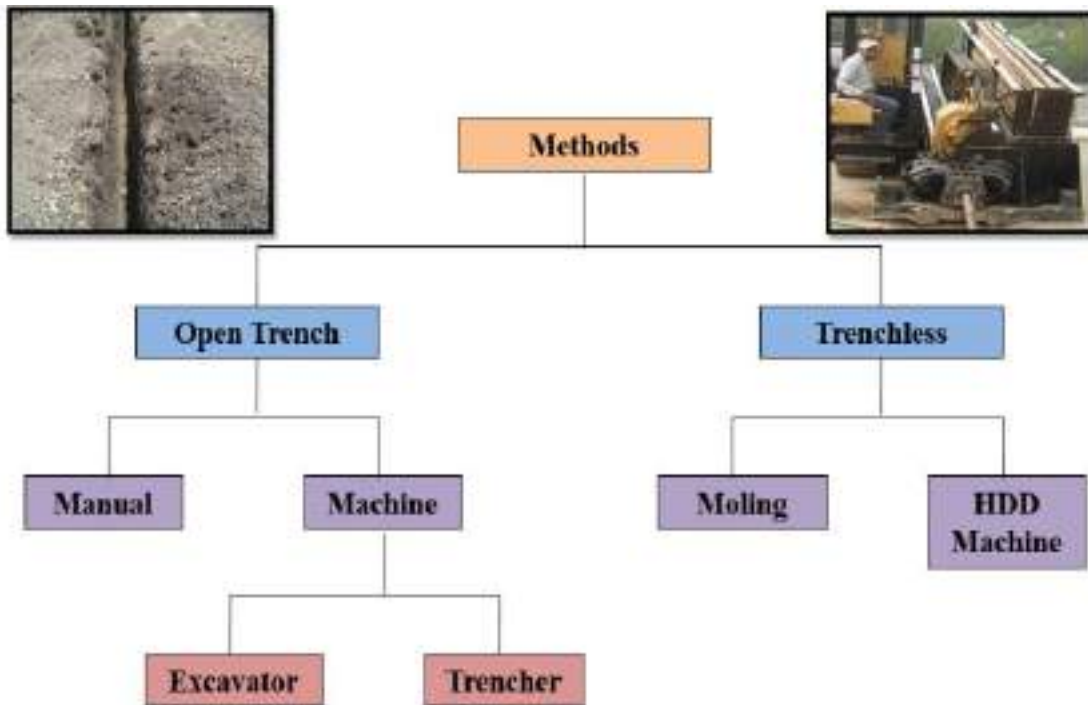 Methods
Open Trench
Trenchless
Manual
Machine
Moling
HDD
Machine
Excavator
Trencher